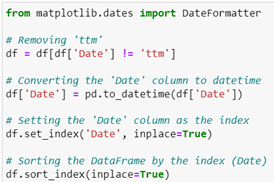 from matplotlib.dates import DateFormatter
# Removing 'ttm'
df = df[df['Date'] != 'ttm']
# Converting the 'Date' column to datetime
df['Date'] = pd.to_datetime(df['Date'])
# Setting the 'Date' column as the index
df.set_index('Date', inplace=True)
# Sorting the DataFrame by the index (Date)
df.sort_index(inplace=True)